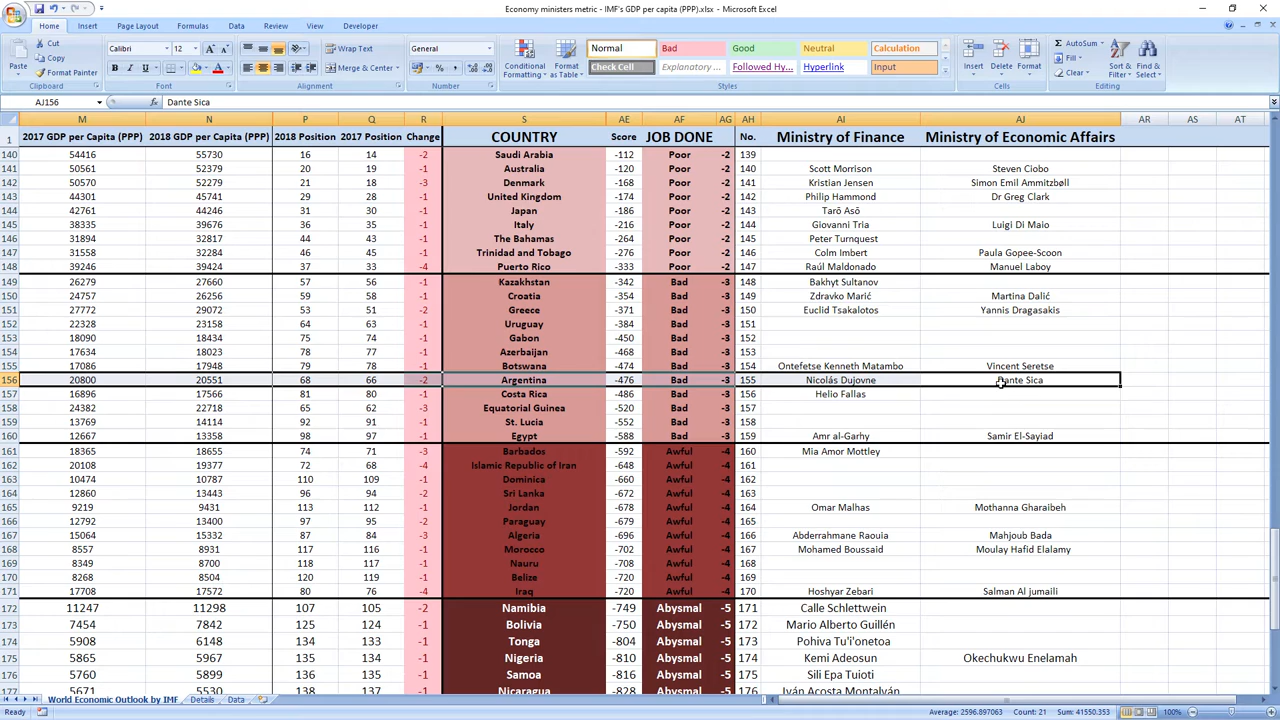 Economy ministers metric - IMF's GDP per capita (PPP).xlsx - Microsoft Excel
Home Insert Page Layout Formulas Data Review View Developer
Cut Calibri 12 Wrap Text General Normal Bad Good Neutral Calculation AutoSum
Copy Fill
Paste Format Painter Merge & Center Conditional Formatting Format as Table Check Cell Explanatory ... Followed Hy... Hyperlink Input Insert Delete Format Clear Sort & Filter Find & Select
Clipboard Font Alignment Number Styles Cells Editing
AJ156 Dante Sica
M N P Q R S AE AF AG AH AI AJ AR AS AT
1 2017 GDP per Capita (PPP) 2018 GDP per Capita (PPP) 2018 Position 2017 Position Change COUNTRY Score JOB DONE No. Ministry of Finance Ministry of Economic Affairs
140 54416 55730 16 14 -2 Saudi Arabia -112 Poor -2 139
141 50561 52379 20 19 -1 Australia -120 Poor -2 140 Scott Morrison Steven Ciobo
142 50570 52279 21 18 -3 Denmark -168 Poor -2 141 Kristian Jensen Simon Emil Ammitzbøll
143 44301 45741 29 28 -1 United Kingdom -174 Poor -2 142 Philip Hammond Dr Greg Clark
144 42761 44246 31 30 -1 Japan -186 Poor -2 143 Tarō Asō
145 38335 39676 35 34 -1 Italy -216 Poor -2 144 Giovanni Tria Luigi Di Maio
146 31894 32817 44 43 -1 The Bahamas -264 Poor -2 145 Peter Turnquest
147 31558 32284 46 45 -1 Trinidad and Tobago -276 Poor -2 146 Colm Imbert Paula Gopee-Scoon
148 39246 39424 37 33 -4 Puerto Rico -333 Poor -2 147 Raúl Maldonado Manuel Laboy
149 26279 27660 57 56 -1 Kazakhstan -342 Bad -3 148 Bakhyt Sultanov
150 24757 26256 59 58 -1 Croatia -354 Bad -3 149 Zdravko Marić Martina Dalić
151 27772 29072 53 51 -2 Greece -371 Bad -3 150 Euclid Tsakalotos Yannis Dragasakis
152 22328 23158 64 63 -1 Uruguay -384 Bad -3 151
153 18090 18434 75 74 -1 Gabon -450 Bad -3 152
154 17634 18023 78 77 -1 Azerbaijan -468 Bad -3 153
155 17086 17948 79 78 -1 Botswana -474 Bad -3 154 Ontefetse Kenneth Matambo Vincent Seretse
156 20800 20551 68 66 -2 Argentina -476 Bad -3 155 Nicolás Dujovne Dante Sica
157 16896 17566 81 80 -1 Costa Rica -486 Bad -3 156 Helio Fallas
158 24382 22718 65 62 -3 Equatorial Guinea -520 Bad -3 157
159 13769 14114 92 91 -1 St. Lucia -552 Bad -3 158
160 12667 13358 98 97 -1 Egypt -588 Bad -3 159 Amr al-Garhy Samir El-Sayiad
161 18365 18655 74 71 -3 Barbados -592 Awful -4 160 Mia Amor Mottley
162 20108 19377 72 68 -4 Islamic Republic of Iran -648 Awful -4 161
163 10474 10787 110 109 -1 Dominica -660 Awful -4 162
164 12860 13443 96 94 -2 Sri Lanka -672 Awful -4 163
165 9219 9431 113 112 -1 Jordan -678 Awful -4 164 Omar Malhas Mothanna Gharaibeh
166 12792 13400 97 95 -2 Paraguay -679 Awful -4 165
167 15064 15332 87 84 -3 Algeria -696 Awful -4 166 Abderrahmane Raouia Mahjoub Bada
168 8557 8931 117 116 -1 Morocco -702 Awful -4 167 Mohamed Boussaid Moulay Hafid Elalamy
169 8349 8700 118 117 -1 Nauru -708 Awful -4 168
170 8268 8504 120 119 -1 Belize -720 Awful -4 169
171 17708 17572 80 76 -4 Iraq -720 Awful -4 170 Hoshyar Zebari Salman Al jumaili
172 11247 11298 107 105 -2 Namibia -749 Abysmal -5 171 Calle Schlettwein
173 7454 7842 125 124 -1 Bolivia -750 Abysmal -5 172 Mario Alberto Guillén
174 5908 6148 134 133 -1 Tonga -804 Abysmal -5 173 Pohiva Tu'i'onetoa
175 5865 5967 135 134 -1 Nigeria -810 Abysmal -5 174 Kemi Adeosun Okechukwu Enelamah
176 5760 5899 136 135 -1 Samoa -816 Abysmal -5 175 Sili Epa Tuioti
177 5671 5530 138 137 -1 Nicaragua -828 Abysmal -5 176 Iván Acosta Montalván
World Economic Outlook by IMF Details Data
Ready Average: 2596.897063 Count: 21 Sum: 41550.353 100%